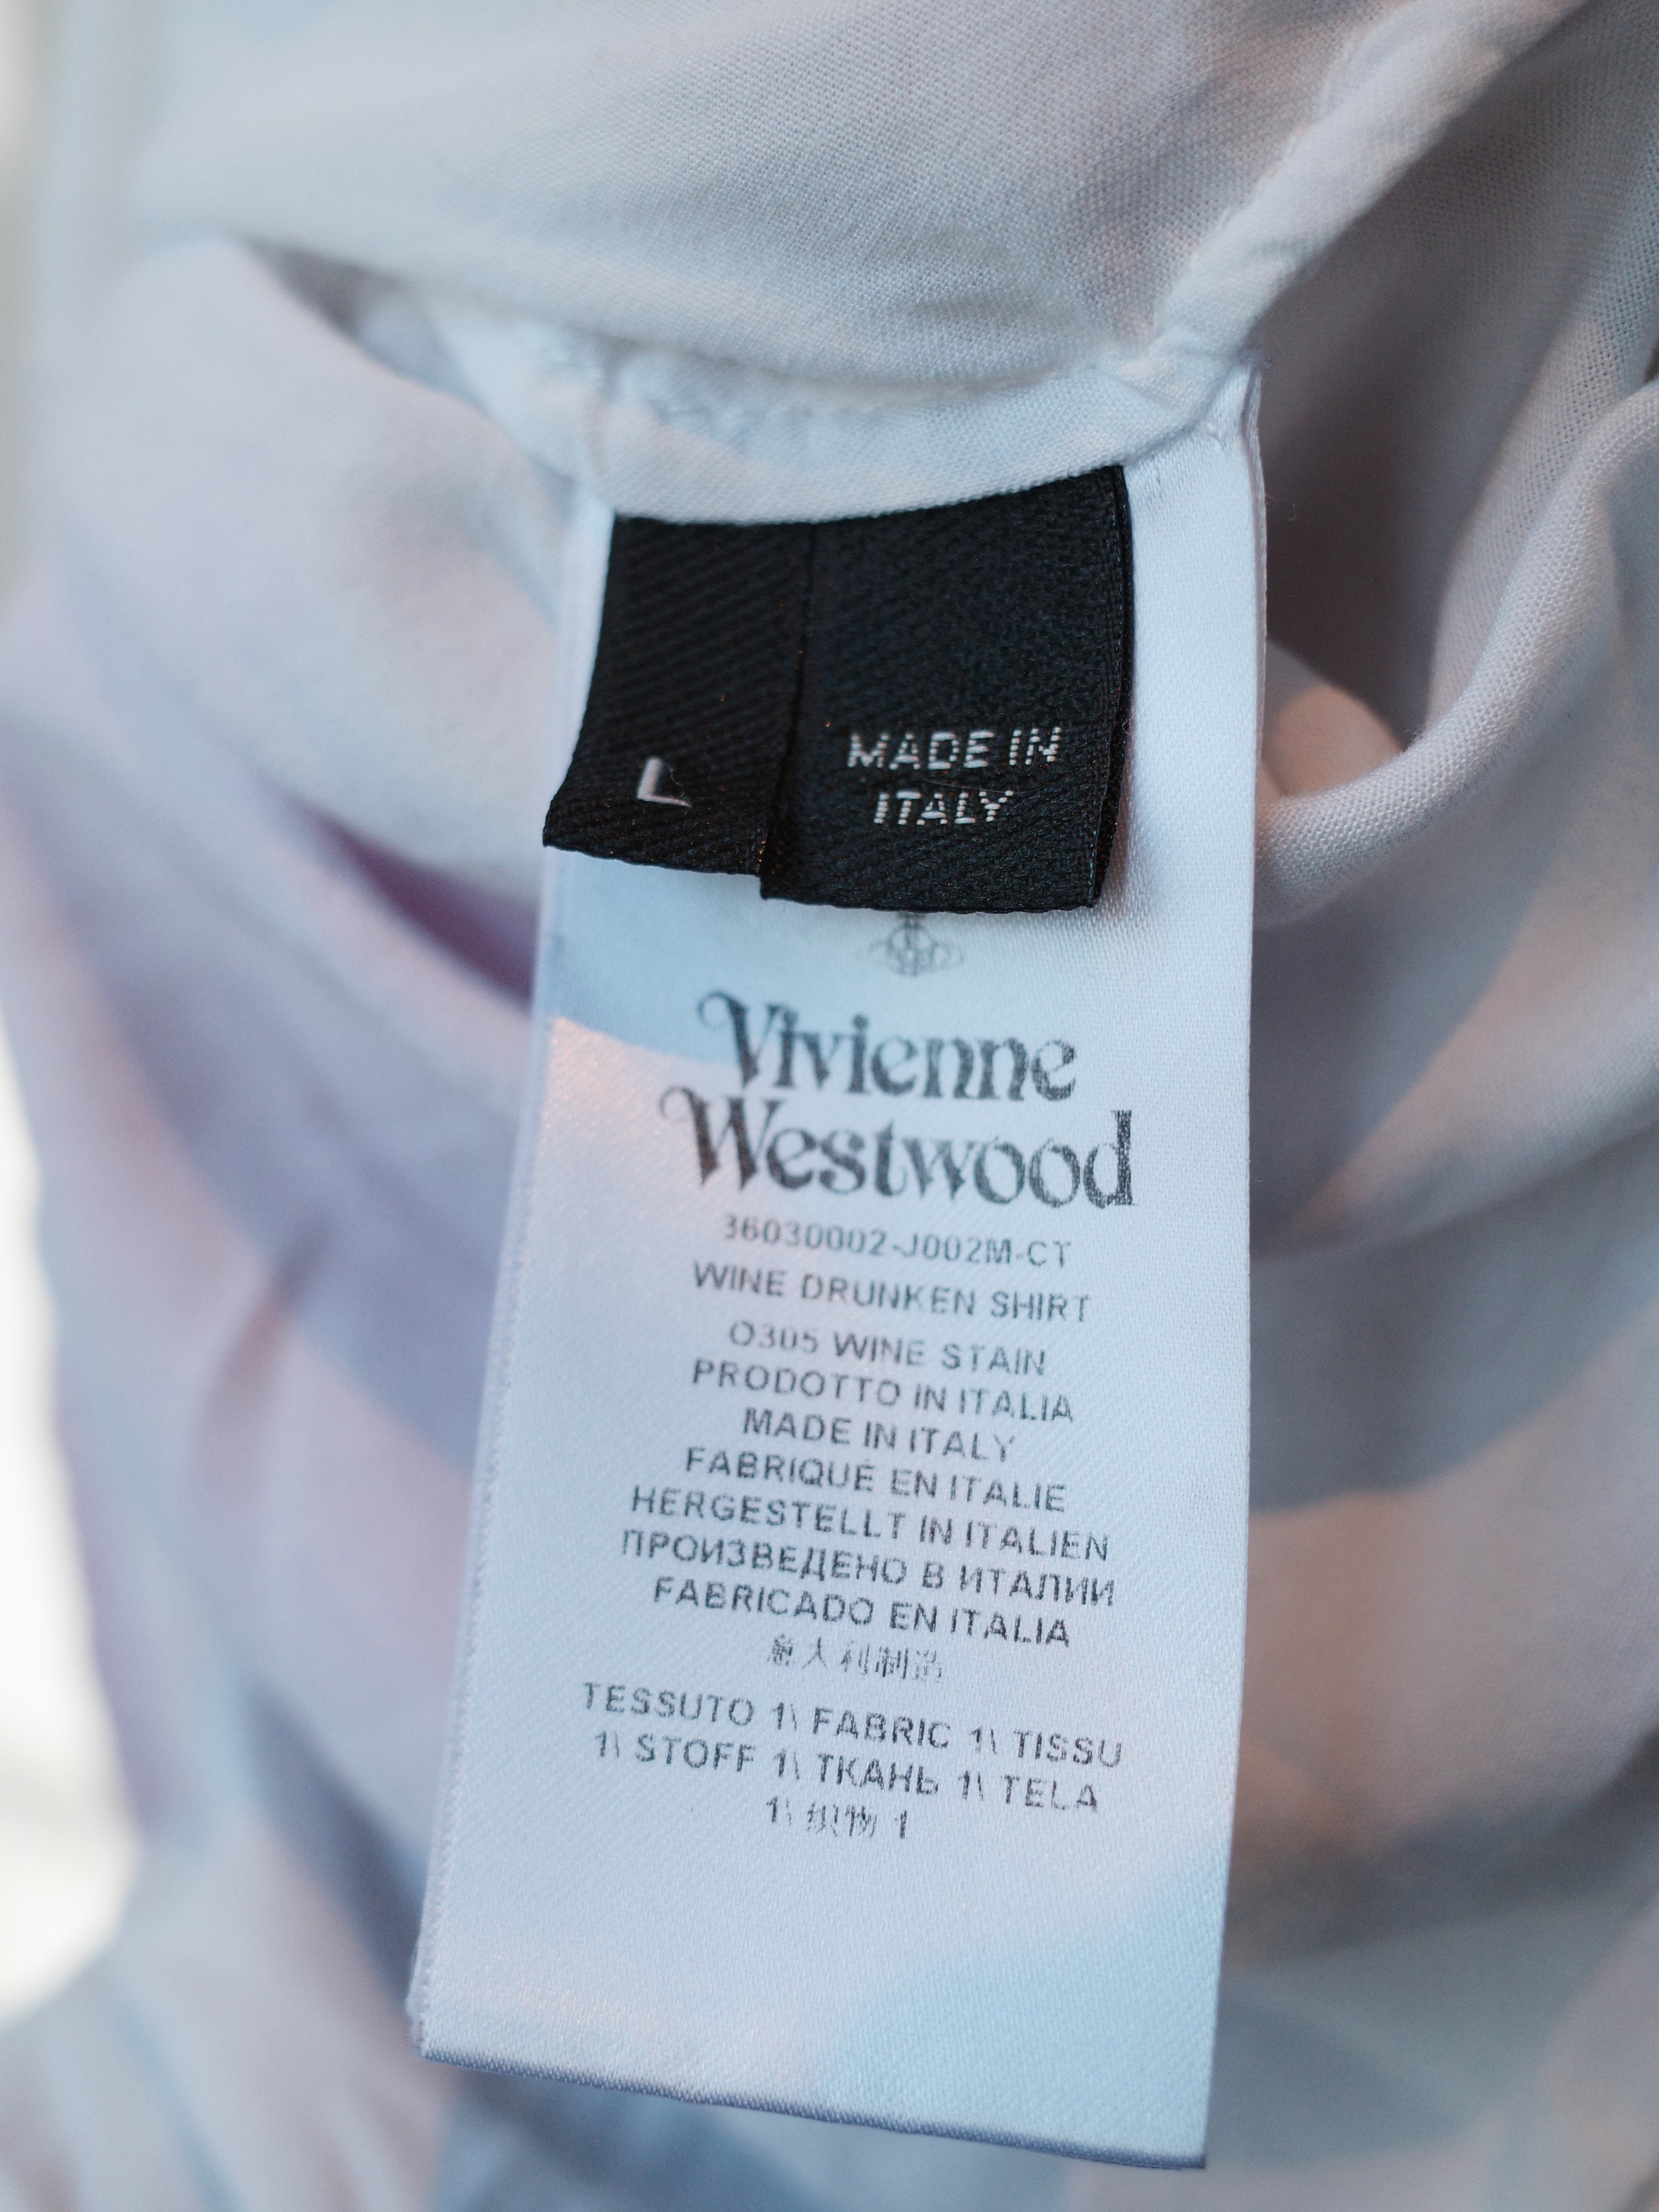 L
MADE IN
ITALY
Vivienne
Westwood
36030002-J002M-CT
WINE DRUNKEN SHIRT
O305 WINE STAIN
PRODOTTO IN ITALIA
MADE IN ITALY
FABRIQUÉ EN ITALIE
HERGESTELLT IN ITALIEN
ПРОИЗВЕДЕНО В ИТАЛИИ
FABRICADO EN ITALIA
意大利制造
TESSUTO 1\ FABRIC 1\ TISSU
1\ STOFF 1\ ТКАНЬ 1\ TELA
1\ 织物 1